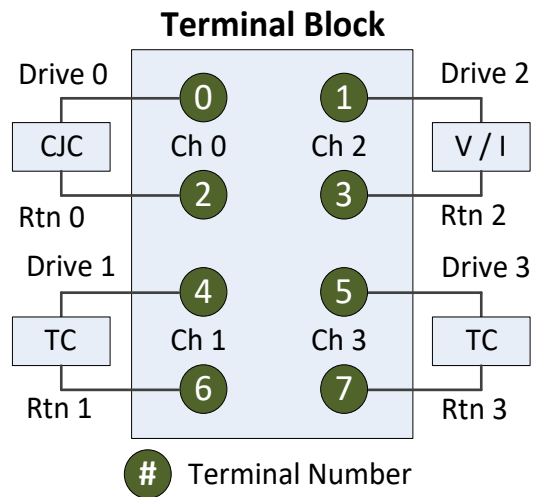 Terminal Block
Drive 0
0
1
Drive 2
CJC
Ch 0
Ch 2
V / I
Rtn 0
2
3
Rtn 2
Drive 1
4
5
Drive 3
TC
Ch 1
Ch 3
TC
Rtn 1
6
7
Rtn 3
# Terminal Number